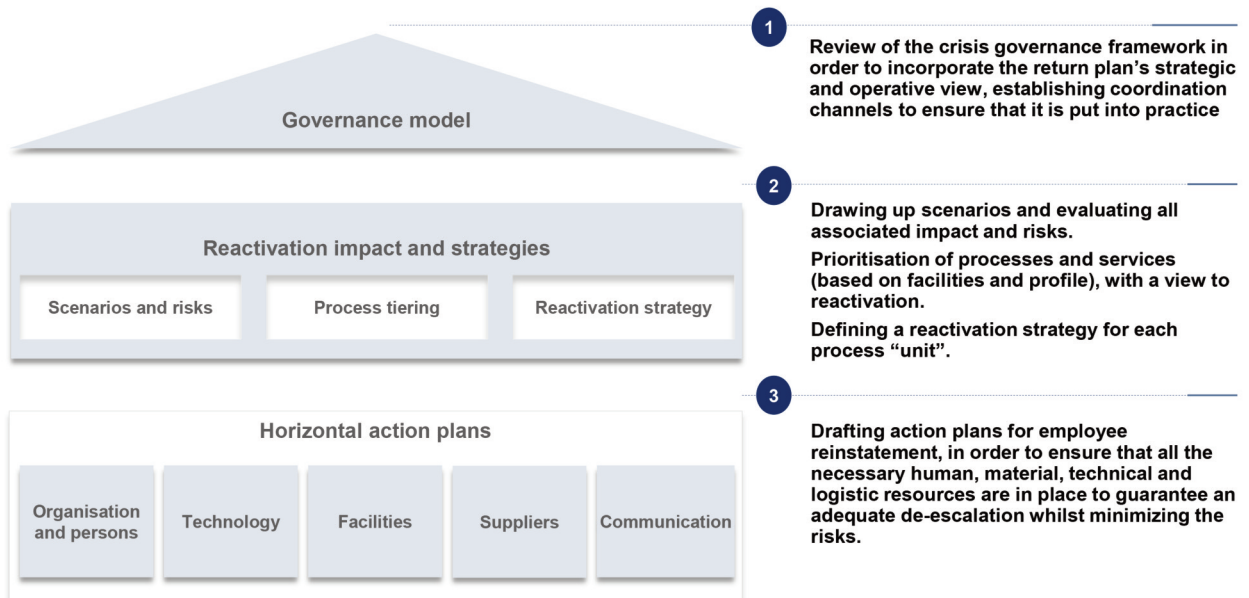 1
Review of the crisis governance framework in
order to incorporate the return plan's strategic
and operative view, establishing coordination
channels to ensure that it is put into practice
Governance model
2
Drawing up scenarios and evaluating all
associated impact and risks.
Prioritisation of processes and services
(based on facilities and profile), with a view to
reactivation.
Defining a reactivation strategy for each
process “unit”.
Reactivation impact and strategies
Scenarios and risks
Process tiering
Reactivation strategy
3
Drafting action plans for employee
reinstatement, in order to ensure that all the
necessary human, material, technical and
logistic resources are in place to guarantee an
adequate de-escalation whilst minimizing the
risks.
Horizontal action plans
Organisation
and persons
Technology
Facilities
Suppliers
Communication